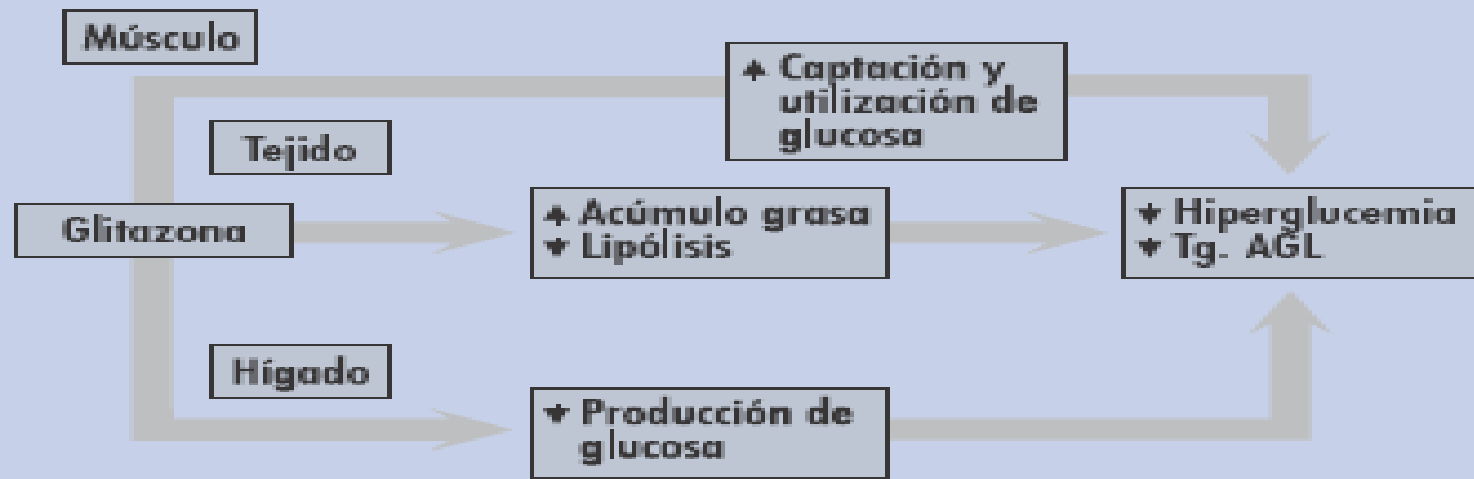 Músculo
↑ Captación y
utilización de
glucosa
Tejido
Glitazona
↑ Acúmulo grasa
↓ Lipólisis
↓ Hiperglucemia
↓ Tg. AGL
Hígado
↓ Producción de
glucosa